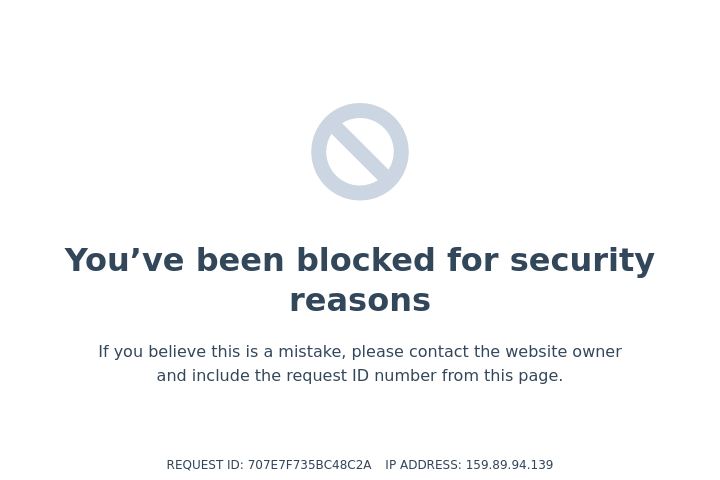 You’ve been blocked for security
reasons
If you believe this is a mistake, please contact the website owner
and include the request ID number from this page.
REQUEST ID: 707E7F735BC48C2A IP ADDRESS: 159.89.94.139